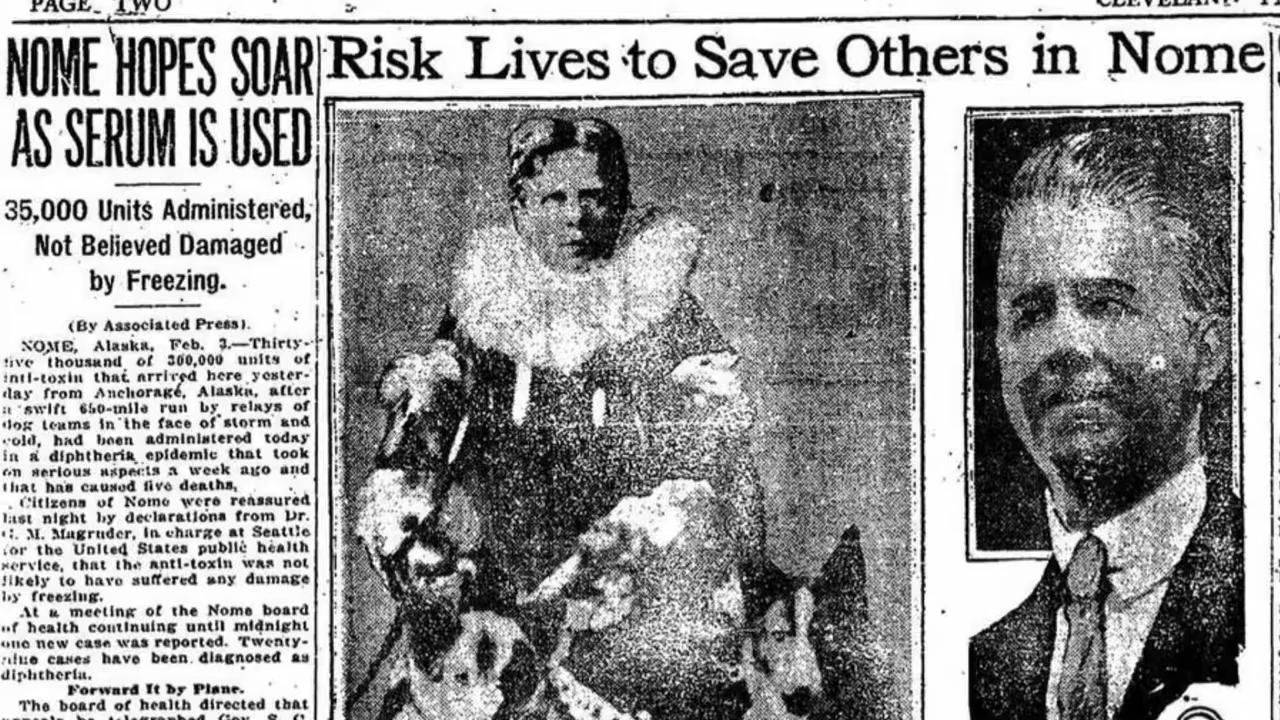 PAGE TWO
CLEVELAND
NOME HOPES SOAR
AS SERUM IS USED
Risk Lives to Save Others in Nome
35,000 Units Administered,
Not Believed Damaged
by Freezing.
(By Associated Press).
NOME, Alaska, Feb. 3.—Thirty-
five thousand of 300,000 units of
anti-toxin that arrived here yester-
day from Anchorage, Alaska, after
a swift 650-mile run by relays of
dog teams in the face of storm and
cold, had been administered today
in a diphtheria epidemic that took
on serious aspects a week ago and
that has caused five deaths.
Citizens of Nome were reassured
last night by declarations from Dr.
M. Magruder, in charge at Seattle
for the United States public health
service, that the anti-toxin was not
likely to have suffered any damage
by freezing.
At a meeting of the Nome board
of health continuing until midnight
one new case was reported. Twenty-
nine cases have been diagnosed as
diphtheria.
Forward It by Plane.
The board of health directed that